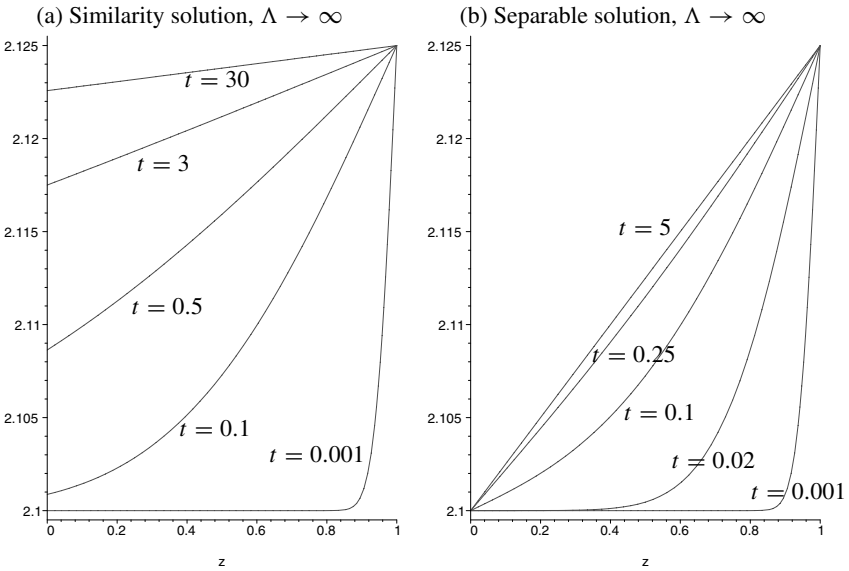 (a) Similarity solution, Λ → ∞
2.125
2.12
2.115
2.11
2.105
2.1
t = 30
t = 3
t = 0.5
t = 0.1
t = 0.001
0
0.2
0.4
0.6
0.8
1
z
(b) Separable solution, Λ → ∞
2.125
2.12
2.115
2.11
2.105
2.1
t = 5
t = 0.25
t = 0.1
t = 0.02
t = 0.001
0
0.2
0.4
0.6
0.8
1
z